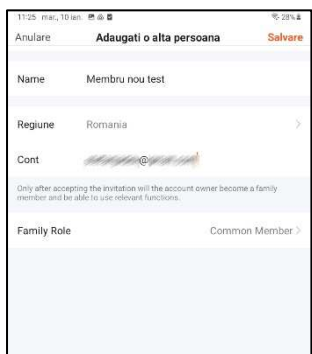 11:25 mar., 10 ian. 28%
Anulare Adaugati o alta persoana Salvare
Name Membru nou test
Regiune Romania
Cont @
Only after accepting the invitation will the account owner become a family
member and be able to use relevant functions.
Family Role Common Member